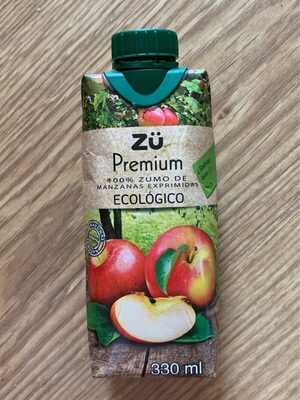 Zü
Premium
100% ZUMO DE
MANZANAS EXPRIMIDAS
ECOLÓGICO
330 ml